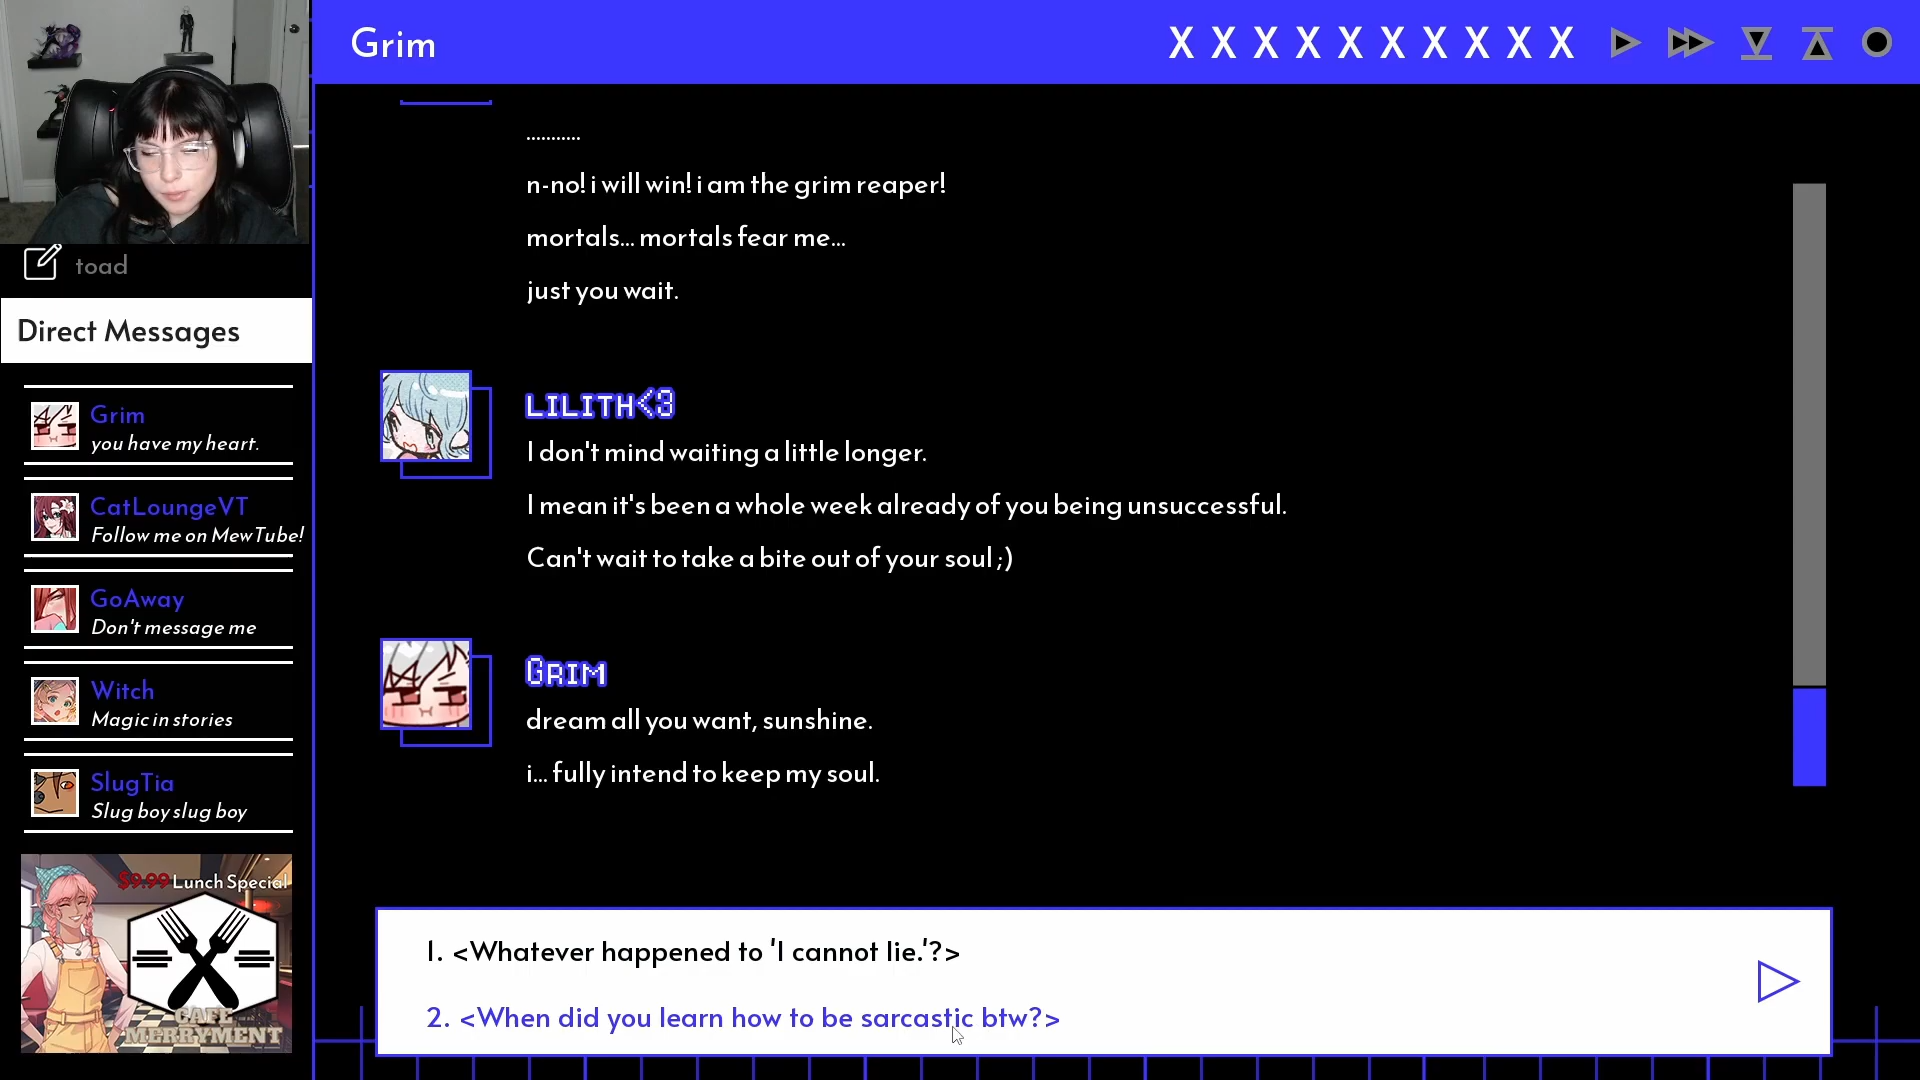 Grim
X X X X X X X X X X
toad
Direct Messages
Grim
you have my heart.
CatLoungeVT
Follow me on MewTube!
GoAway
Don't message me
Witch
Magic in stories
SlugTia
Slug boy slug boy
$9.99 Lunch Special
CAFE
MERRYMENT
...........
n-no! i will win! i am the grim reaper!
mortals... mortals fear me...
just you wait.
LILITH<3
I don't mind waiting a little longer.
I mean it's been a whole week already of you being unsuccessful.
Can't wait to take a bite out of your soul ;)
GRIM
dream all you want, sunshine.
i... fully intend to keep my soul.
1. <Whatever happened to 'I cannot lie.'?>
2. <When did you learn how to be sarcastic btw?>